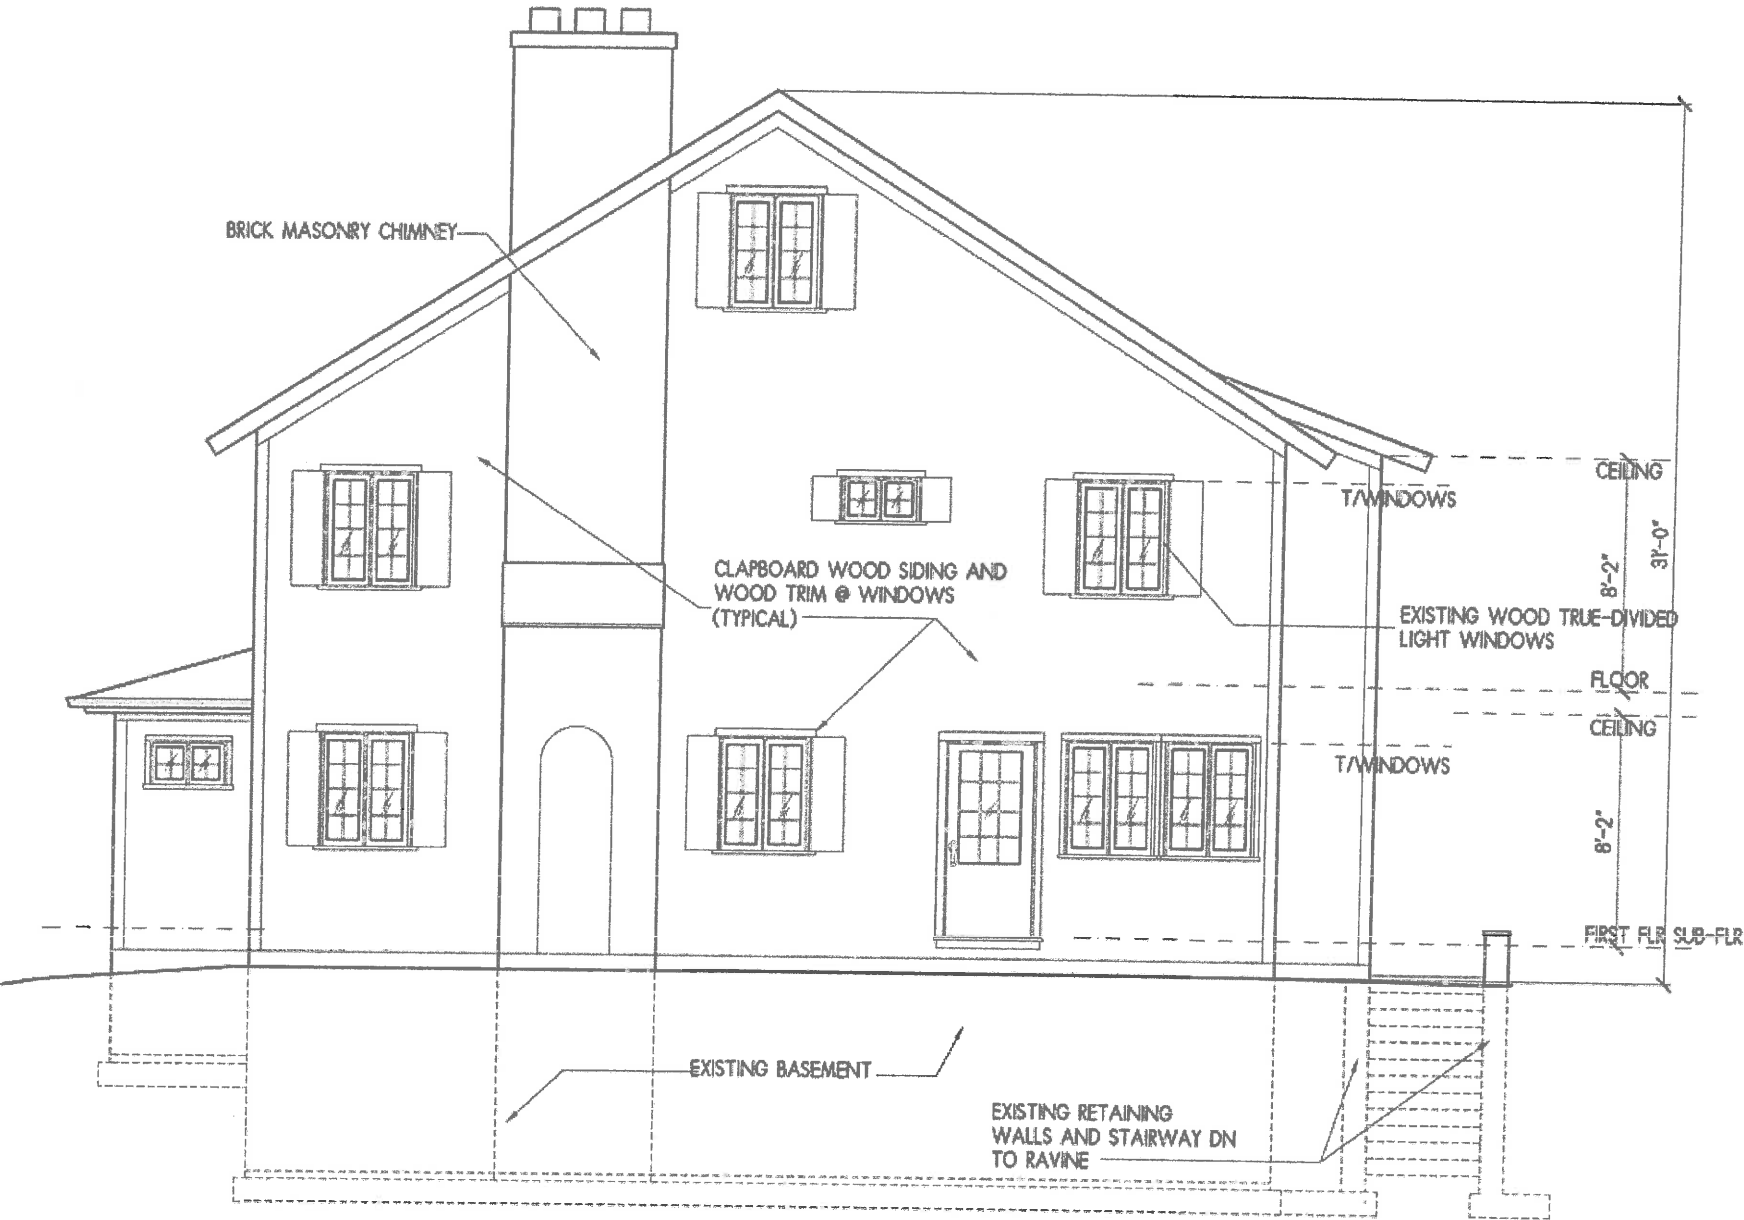 BRICK MASONRY CHIMNEY
CEILING
T/WINDOWS
31'-0"
8'-2"
CLAPBOARD WOOD SIDING AND
WOOD TRIM @ WINDOWS
(TYPICAL)
EXISTING WOOD TRUE-DIVIDED
LIGHT WINDOWS
FLOOR
CEILING
T/WINDOWS
8'-2"
FIRST FLR SUB-FLR
EXISTING BASEMENT
EXISTING RETAINING
WALLS AND STAIRWAY DN
TO RAVINE